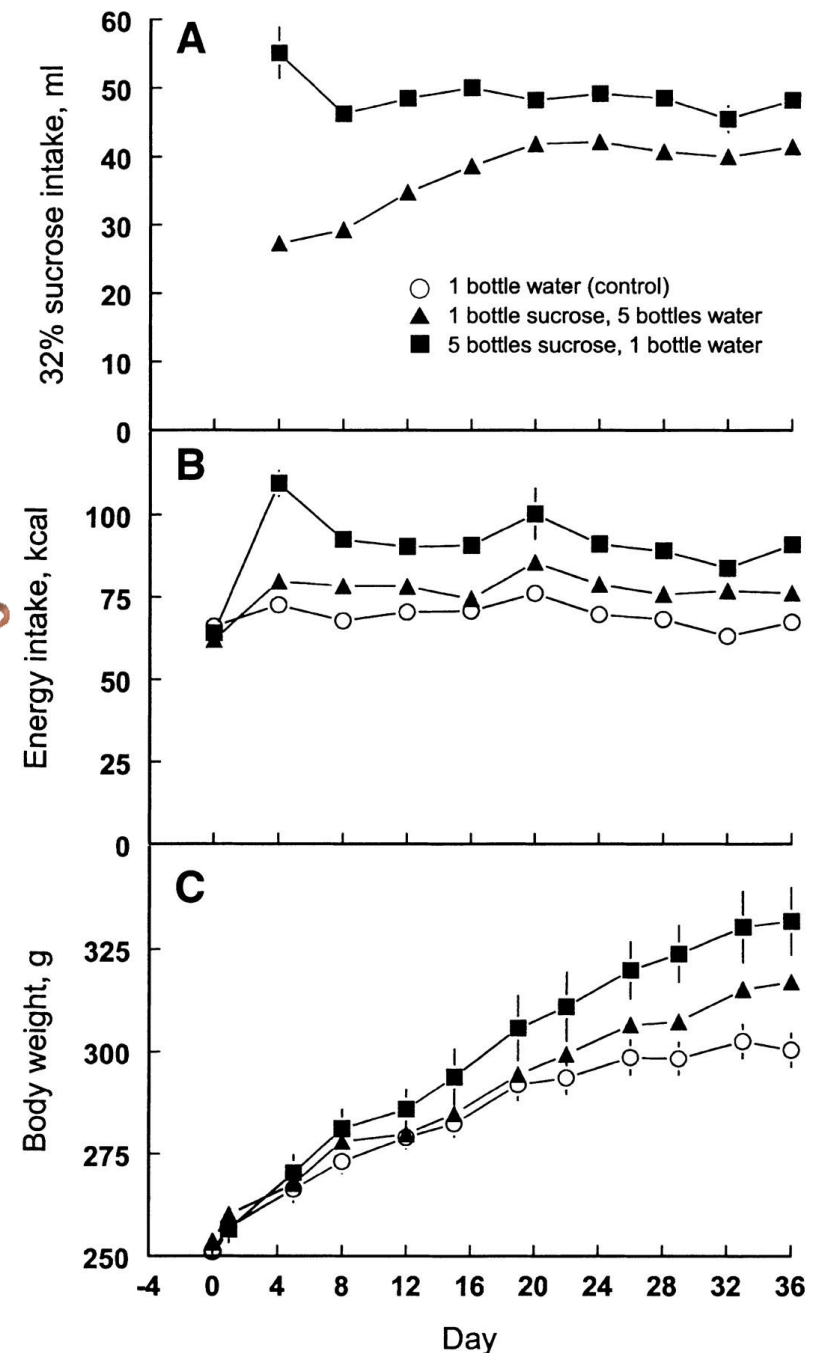 A
60
50
40
30
20
10
0
32% sucrose intake, ml
1 bottle water (control)
1 bottle sucrose, 5 bottles water
5 bottles sucrose, 1 bottle water
B
100
75
50
25
0
Energy intake, kcal
C
325
300
275
250
Body weight, g
-4 0 4 8 12 16 20 24 28 32 36
Day